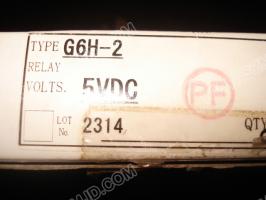 TYPE G6H-2
RELAY
VOLTS. 5VDC
PF
LOT No. 2314 QTY